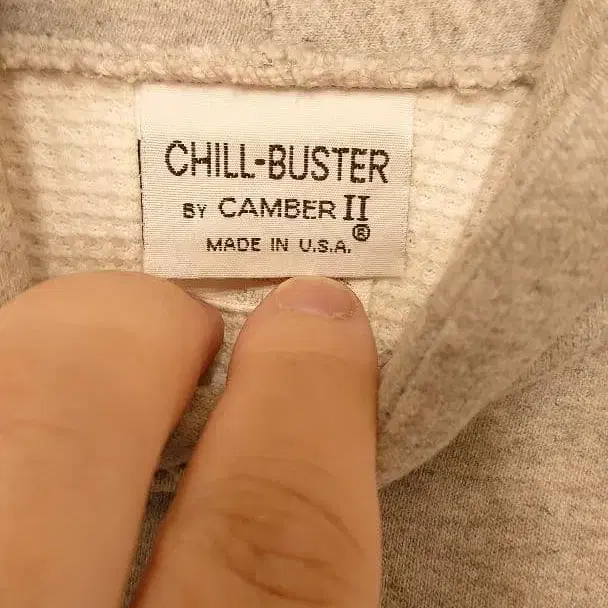 CHILL-BUSTER
BY CAMBER II
MADE IN U.S.A.®